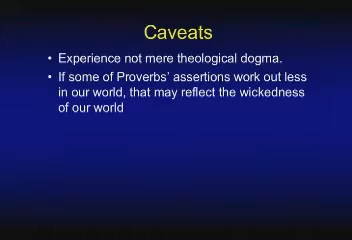 Caveats
• Experience not mere theological dogma.
• If some of Proverbs' assertions work out less
in our world, that may reflect the wickedness
of our world